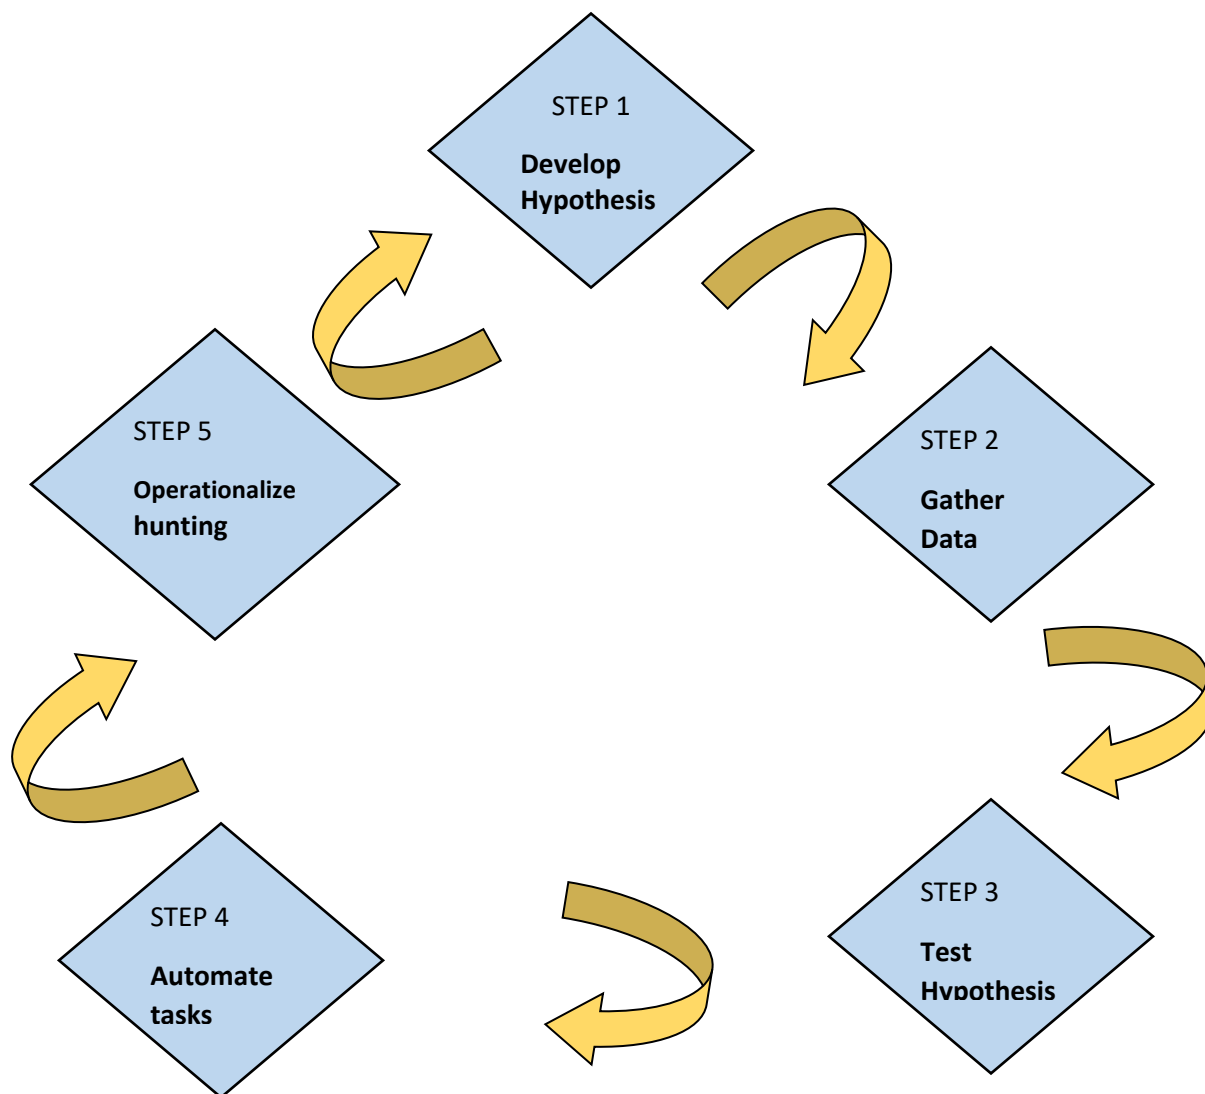 STEP 1
Develop
Hypothesis
STEP 2
Gather
Data
STEP 3
Test
Hypothesis
STEP 4
Automate
tasks
STEP 5
Operationalize
hunting